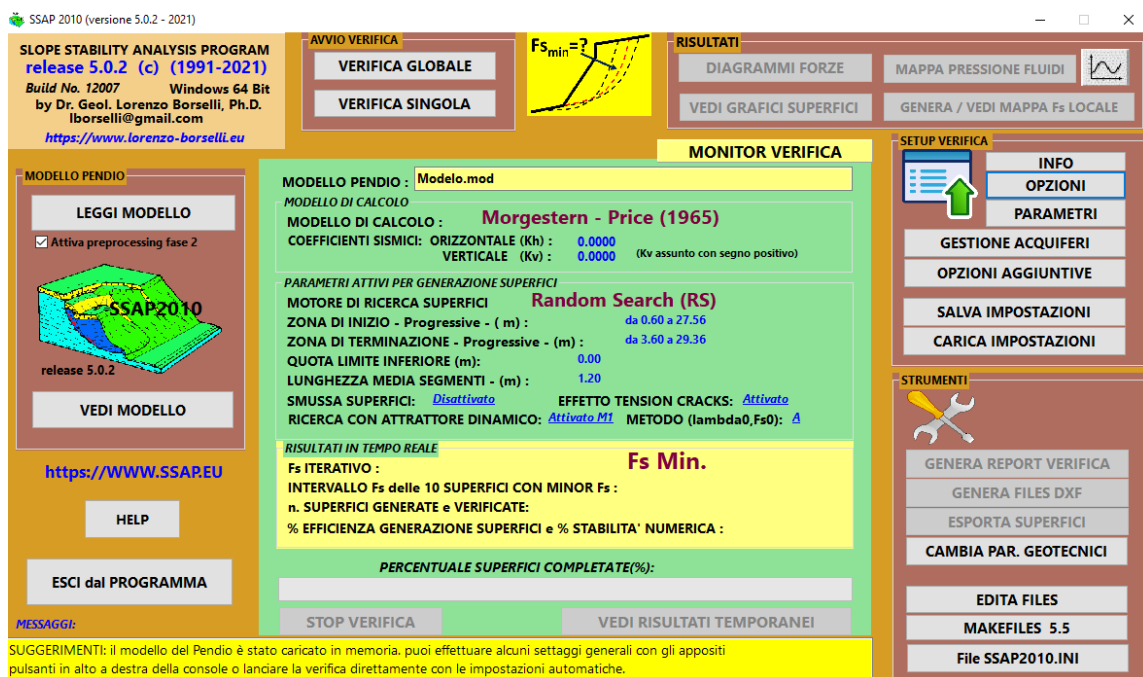 SSAP 2010 (versione 5.0.2 - 2021)
SLOPE STABILITY ANALYSIS PROGRAM
release 5.0.2 (c) (1991-2021)
Build No. 12007 Windows 64 Bit
by Dr. Geol. Lorenzo Borselli, Ph.D.
lborselli@gmail.com
https://www.lorenzo-borselli.eu
AVVIO VERIFICA
VERIFICA GLOBALE
VERIFICA SINGOLA
Fsmin=?
RISULTATI
DIAGRAMMI FORZE
MAPPA PRESSIONE FLUIDI
VEDI GRAFICI SUPERFICI
GENERA / VEDI MAPPA Fs LOCALE
MODELLO PENDIO
LEGGI MODELLO
Attiva preprocessing fase 2
SSAP2010
release 5.0.2
VEDI MODELLO
https://WWW.SSAP.EU
HELP
ESCI dal PROGRAMMA
MESSAGGI:
MONITOR VERIFICA
MODELLO PENDIO : Modelo.mod
MODELLO DI CALCOLO
MODELLO DI CALCOLO : Morgestern - Price (1965)
COEFFICIENTI SISMICI: ORIZZONTALE (Kh) : 0.0000
VERTICALE (Kv) : 0.0000 (Kv assunto con segno positivo)
PARAMETRI ATTIVI PER GENERAZIONE SUPERFICI
MOTORE DI RICERCA SUPERFICI Random Search (RS)
ZONA DI INIZIO - Progressive - ( m) : da 0.60 a 27.56
ZONA DI TERMINAZIONE - Progressive - (m) : da 3.60 a 29.36
QUOTA LIMITE INFERIORE (m): 0.00
LUNGHEZZA MEDIA SEGMENTI - (m) : 1.20
SMUSSA SUPERFICI: Disattivato EFFETTO TENSION CRACKS: Attivato
RICERCA CON ATTRATTORE DINAMICO: Attivato M1 METODO (lambda0,Fs0): A
RISULTATI IN TEMPO REALE
Fs ITERATIVO : Fs Min.
INTERVALLO Fs delle 10 SUPERFICI CON MINOR Fs :
n. SUPERFICI GENERATE e VERIFICATE:
% EFFICIENZA GENERAZIONE SUPERFICI e % STABILITA' NUMERICA :
PERCENTUALE SUPERFICI COMPLETATE(%):
STOP VERIFICA
VEDI RISULTATI TEMPORANEI
SETUP VERIFICA
INFO
OPZIONI
PARAMETRI
GESTIONE ACQUIFERI
OPZIONI AGGIUNTIVE
SALVA IMPOSTAZIONI
CARICA IMPOSTAZIONI
STRUMENTI
GENERA REPORT VERIFICA
GENERA FILES DXF
ESPORTA SUPERFICI
CAMBIA PAR. GEOTECNICI
EDITA FILES
MAKEFILES 5.5
File SSAP2010.INI
SUGGERIMENTI: il modello del Pendio è stato caricato in memoria. puoi effettuare alcuni settaggi generali con gli appositi
pulsanti in alto a destra della console o lanciare la verifica direttamente con le impostazioni automatiche.